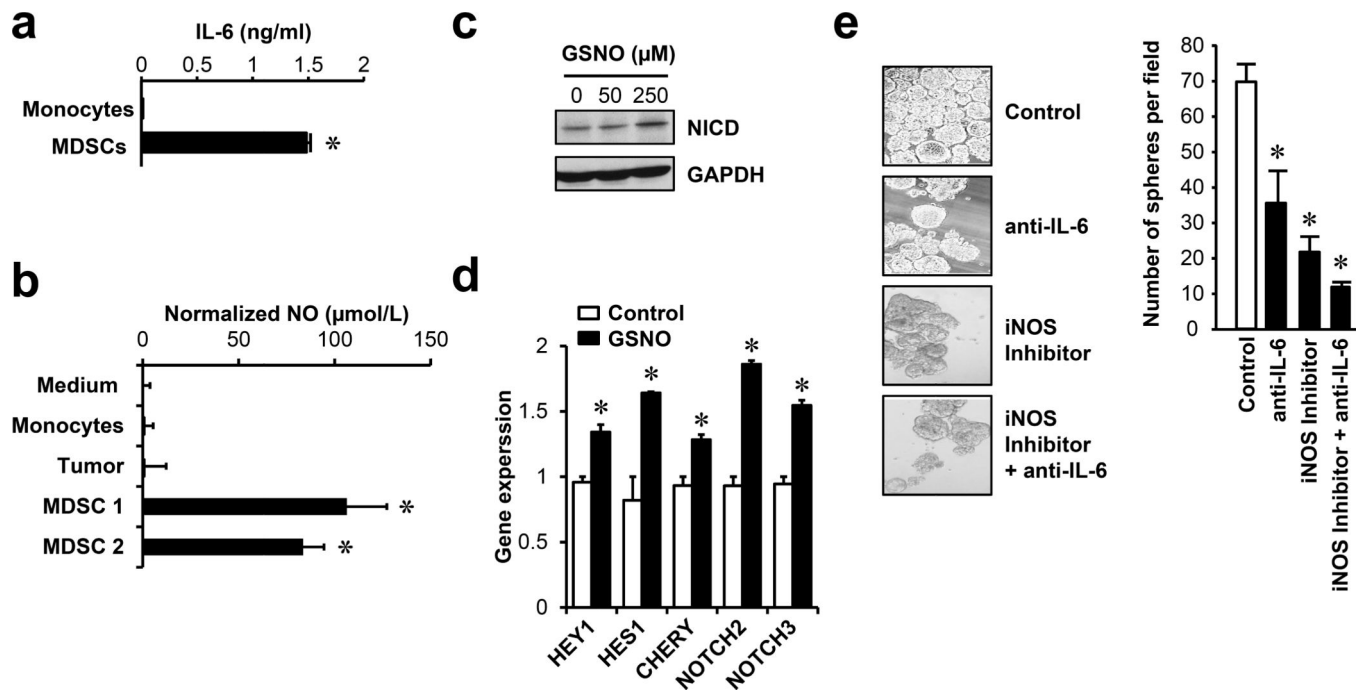 a
IL-6 (ng/ml)
0 0.5 1 1.5 2
Monocytes
MDSCs *
b
Normalized NO (μmol/L)
0 50 100 150
Medium
Monocytes
Tumor
MDSC 1 *
MDSC 2 *
c
GSNO (μM)
0 50 250
NICD
GAPDH
d
Control
GSNO
Gene experssion
2
1.5
1
0.5
0
* * * * *
HEY1
HES1
CHERY
NOTCH2
NOTCH3
e
Control
anti-IL-6
iNOS
Inhibitor
iNOS
Inhibitor
+ anti-IL-6
Number of spheres per field
80
70
60
50
40
30
20
10
0
* * *
Control
anti-IL-6
iNOS Inhibitor
iNOS Inhibitor + anti-IL-6